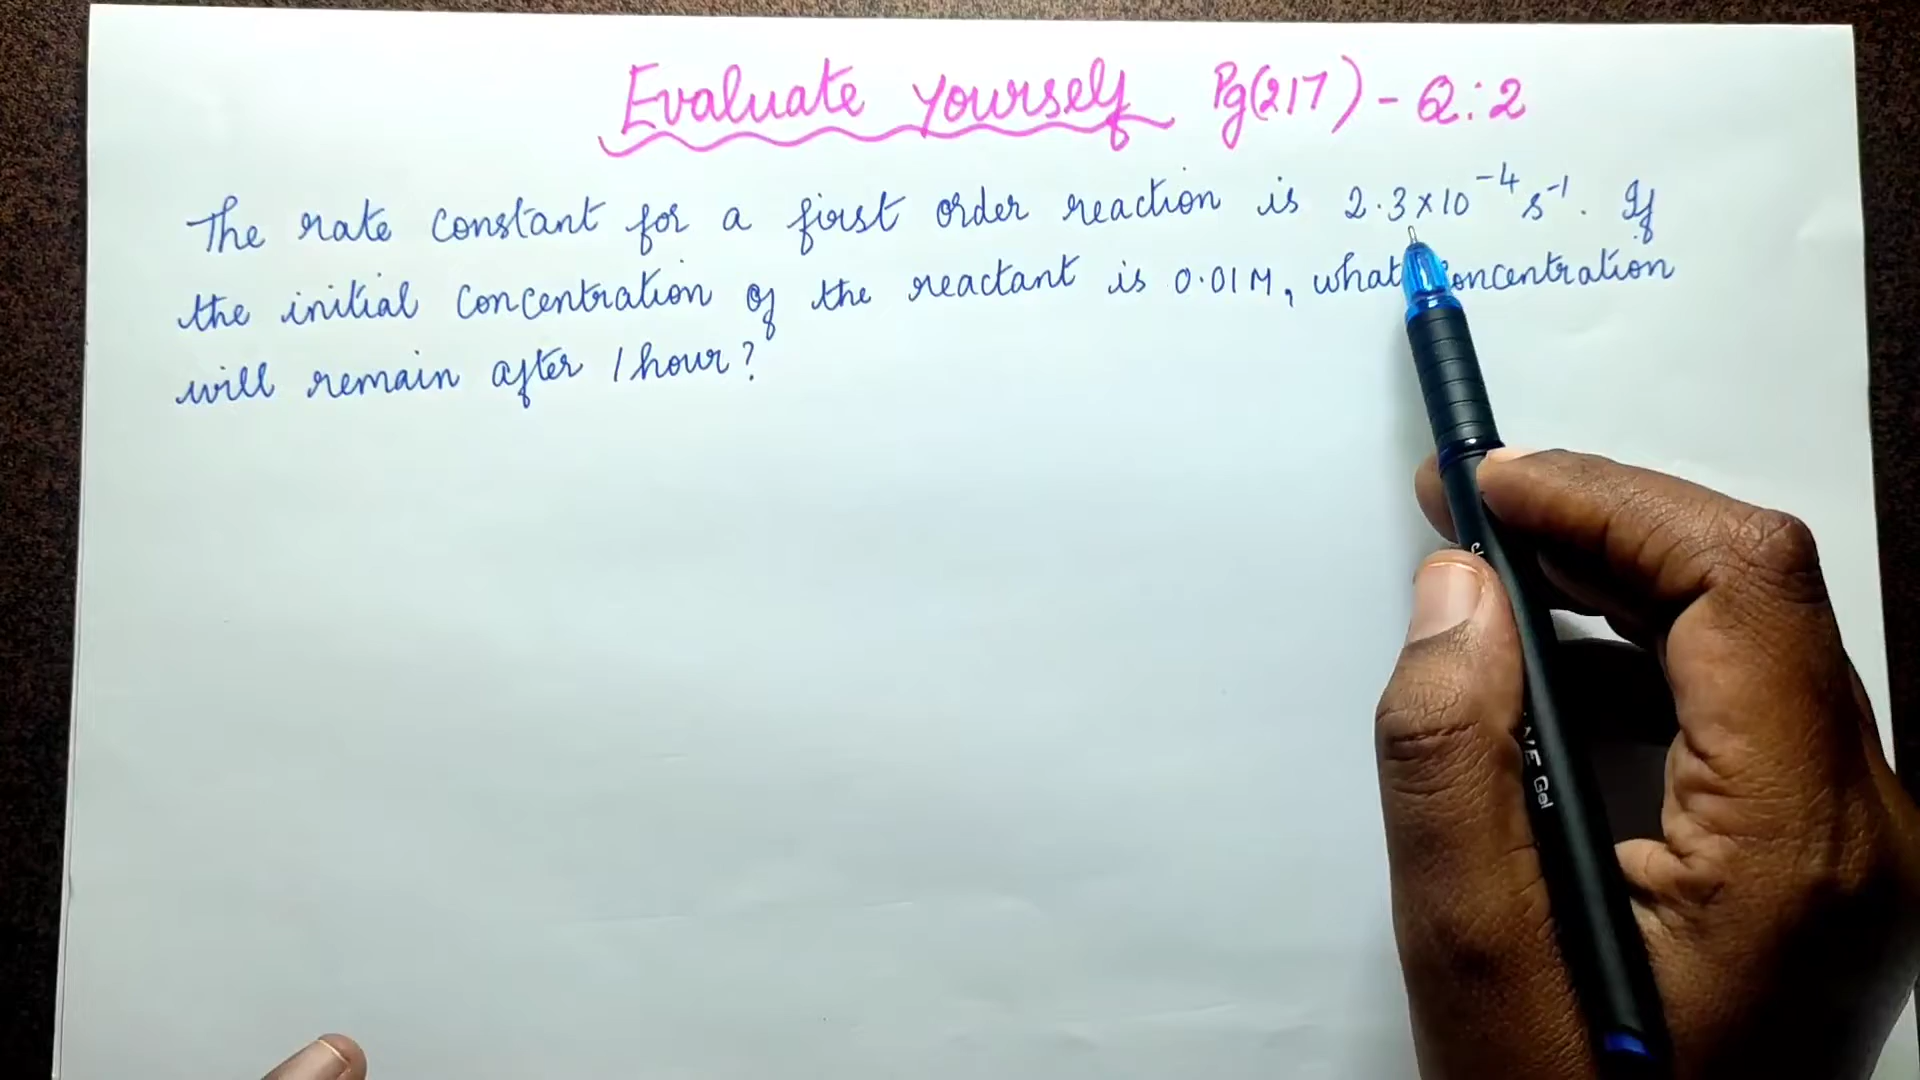 Evaluate yourself Pg(217) - Q:2
The rate constant for a first order reaction is 2.3×10⁻⁴ s⁻¹. If
the initial concentration of the reactant is 0.01M, what concentration
will remain after 1 hour?
Gel